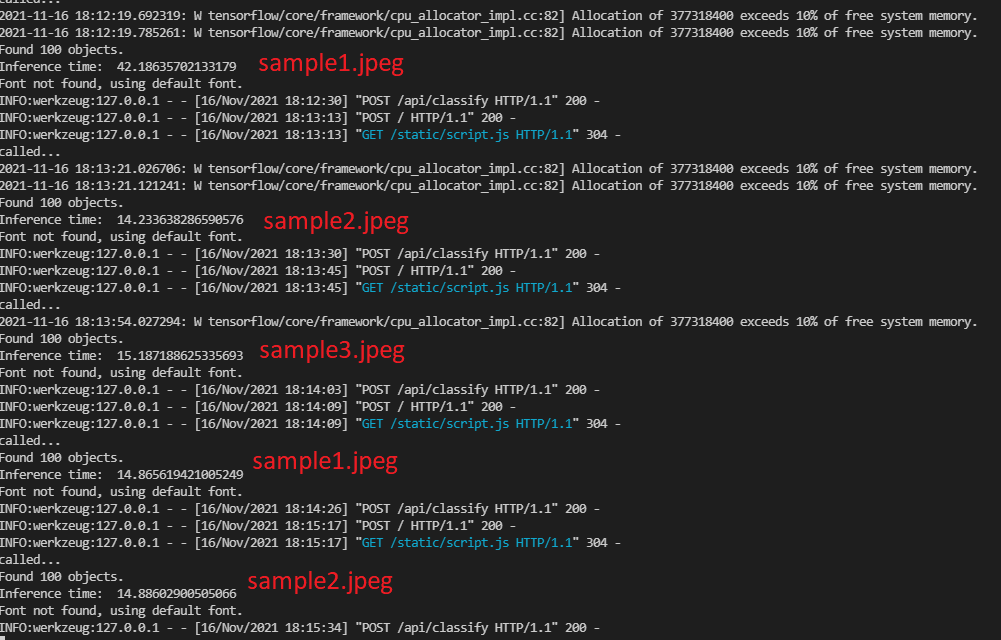 called...
2021-11-16 18:12:19.692319: W tensorflow/core/framework/cpu_allocator_impl.cc:82] Allocation of 377318400 exceeds 10% of free system memory.
2021-11-16 18:12:19.785261: W tensorflow/core/framework/cpu_allocator_impl.cc:82] Allocation of 377318400 exceeds 10% of free system memory.
Found 100 objects.
Inference time:  42.18635702133179 sample1.jpeg
Font not found, using default font.
INFO:werkzeug:127.0.0.1 - - [16/Nov/2021 18:12:30] "POST /api/classify HTTP/1.1" 200 -
INFO:werkzeug:127.0.0.1 - - [16/Nov/2021 18:13:13] "POST / HTTP/1.1" 200 -
INFO:werkzeug:127.0.0.1 - - [16/Nov/2021 18:13:13] "GET /static/script.js HTTP/1.1" 304 -
called...
2021-11-16 18:13:21.026706: W tensorflow/core/framework/cpu_allocator_impl.cc:82] Allocation of 377318400 exceeds 10% of free system memory.
2021-11-16 18:13:21.121241: W tensorflow/core/framework/cpu_allocator_impl.cc:82] Allocation of 377318400 exceeds 10% of free system memory.
Found 100 objects.
Inference time:  14.233638286590576 sample2.jpeg
Font not found, using default font.
INFO:werkzeug:127.0.0.1 - - [16/Nov/2021 18:13:30] "POST /api/classify HTTP/1.1" 200 -
INFO:werkzeug:127.0.0.1 - - [16/Nov/2021 18:13:45] "POST / HTTP/1.1" 200 -
INFO:werkzeug:127.0.0.1 - - [16/Nov/2021 18:13:45] "GET /static/script.js HTTP/1.1" 304 -
called...
2021-11-16 18:13:54.027294: W tensorflow/core/framework/cpu_allocator_impl.cc:82] Allocation of 377318400 exceeds 10% of free system memory.
Found 100 objects.
Inference time:  15.187188625335693 sample3.jpeg
Font not found, using default font.
INFO:werkzeug:127.0.0.1 - - [16/Nov/2021 18:14:03] "POST /api/classify HTTP/1.1" 200 -
INFO:werkzeug:127.0.0.1 - - [16/Nov/2021 18:14:09] "POST / HTTP/1.1" 200 -
INFO:werkzeug:127.0.0.1 - - [16/Nov/2021 18:14:09] "GET /static/script.js HTTP/1.1" 304 -
called...
Found 100 objects.
Inference time:  14.865619421005249 sample1.jpeg
Font not found, using default font.
INFO:werkzeug:127.0.0.1 - - [16/Nov/2021 18:14:26] "POST /api/classify HTTP/1.1" 200 -
INFO:werkzeug:127.0.0.1 - - [16/Nov/2021 18:15:17] "POST / HTTP/1.1" 200 -
INFO:werkzeug:127.0.0.1 - - [16/Nov/2021 18:15:17] "GET /static/script.js HTTP/1.1" 304 -
called...
Found 100 objects.
Inference time:  14.88602900505066 sample2.jpeg
Font not found, using default font.
INFO:werkzeug:127.0.0.1 - - [16/Nov/2021 18:15:34] "POST /api/classify HTTP/1.1" 200 -